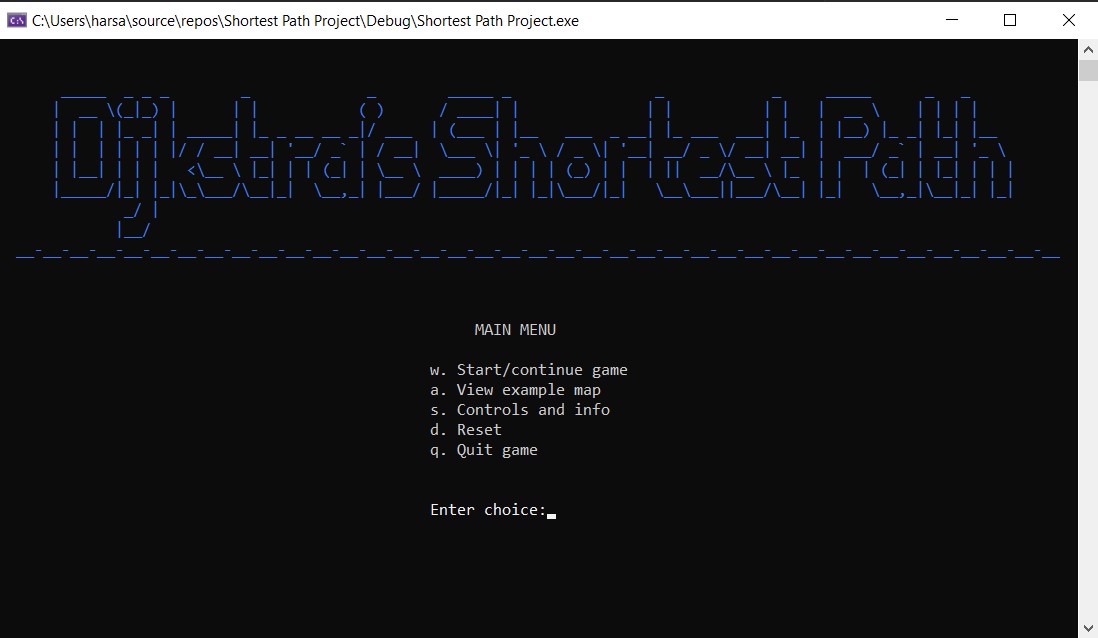 C:\Users\harsa\source\repos\Shortest Path Project\Debug\Shortest Path Project.exe
Dijkstra's Shortest Path
MAIN MENU
w. Start/continue game
a. View example map
s. Controls and info
d. Reset
q. Quit game
Enter choice: